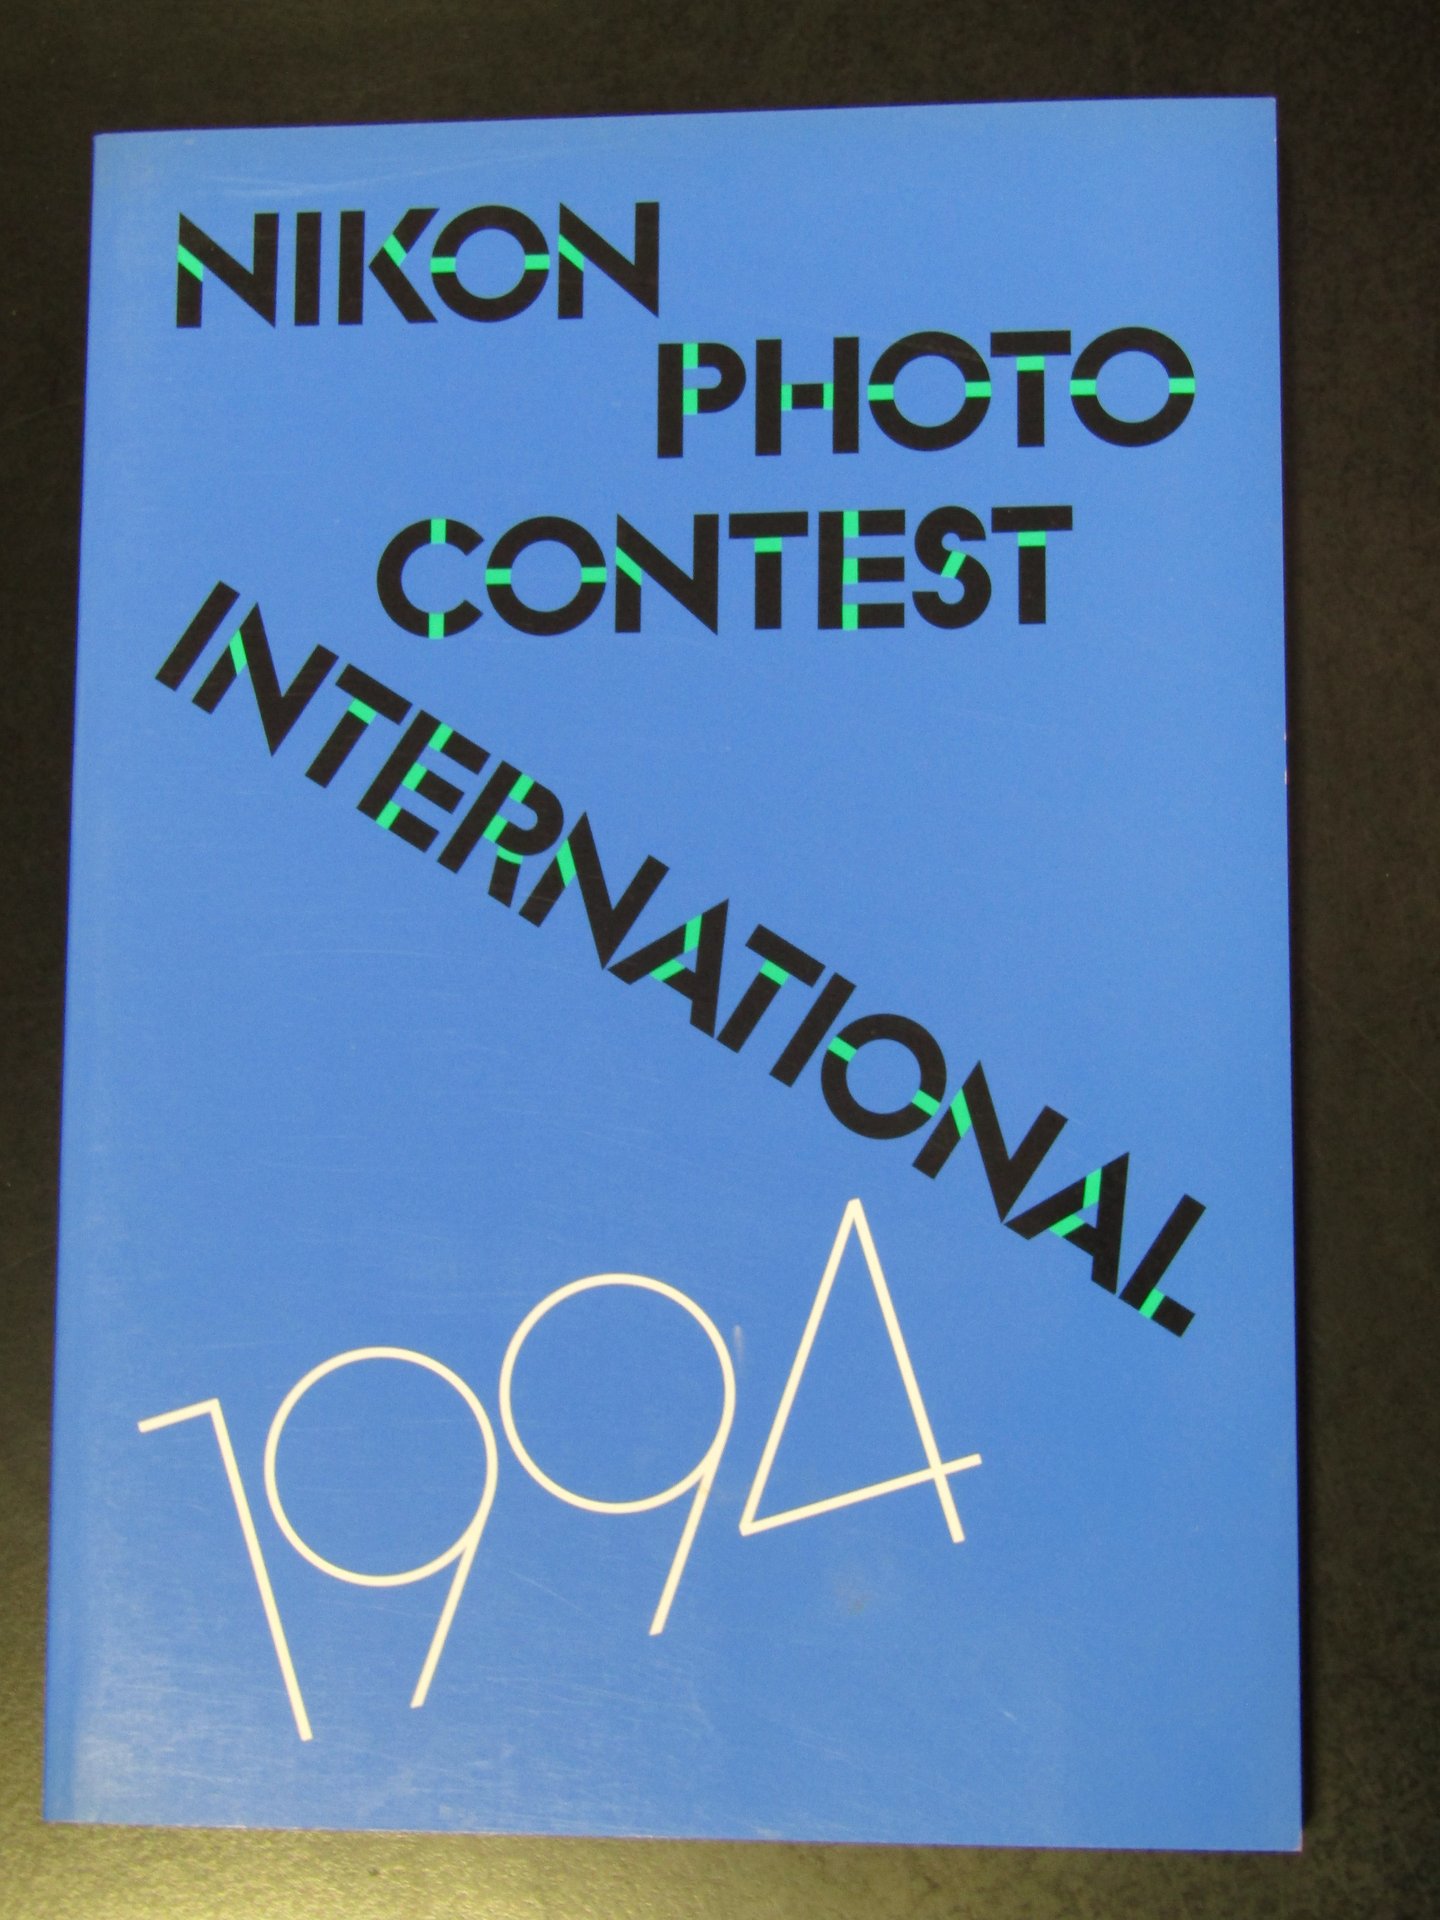 NIKON
PHOTO
CONTEST
INTERNATIONAL
1994